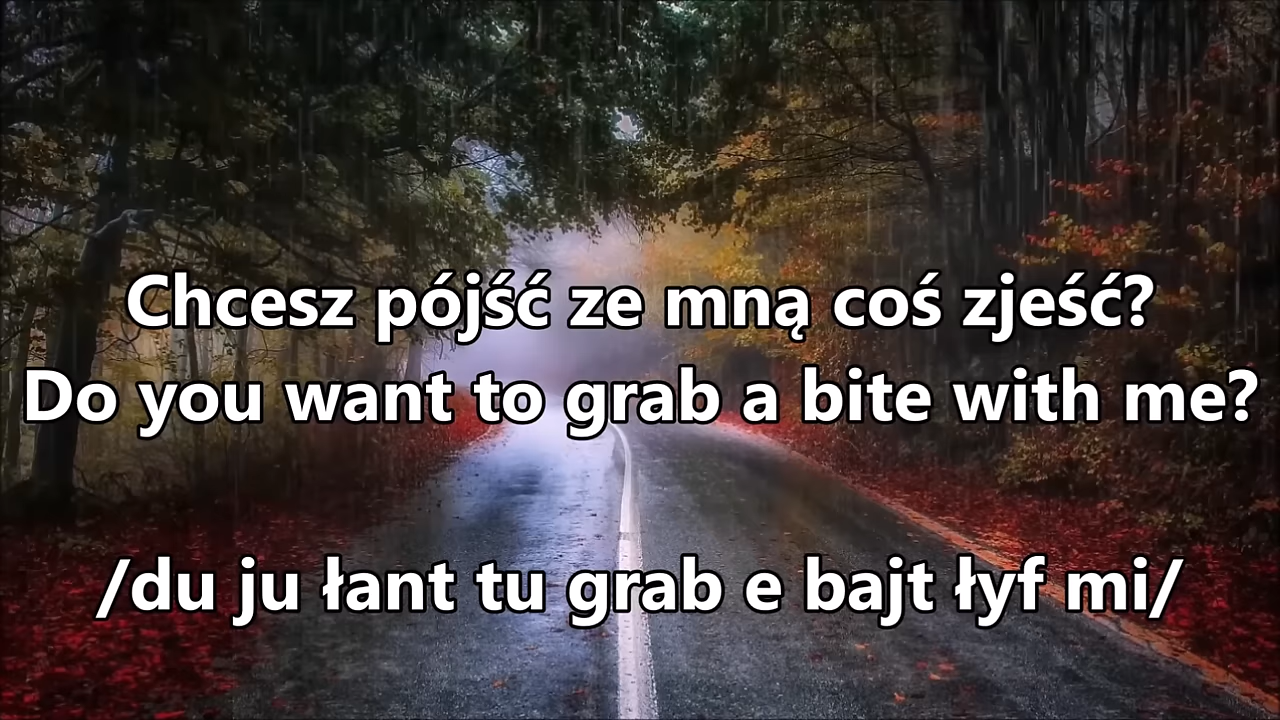 Chcesz pójść ze mną coś zjeść?
Do you want to grab a bite with me?
/du ju łant tu grab e bajt łyf mi/